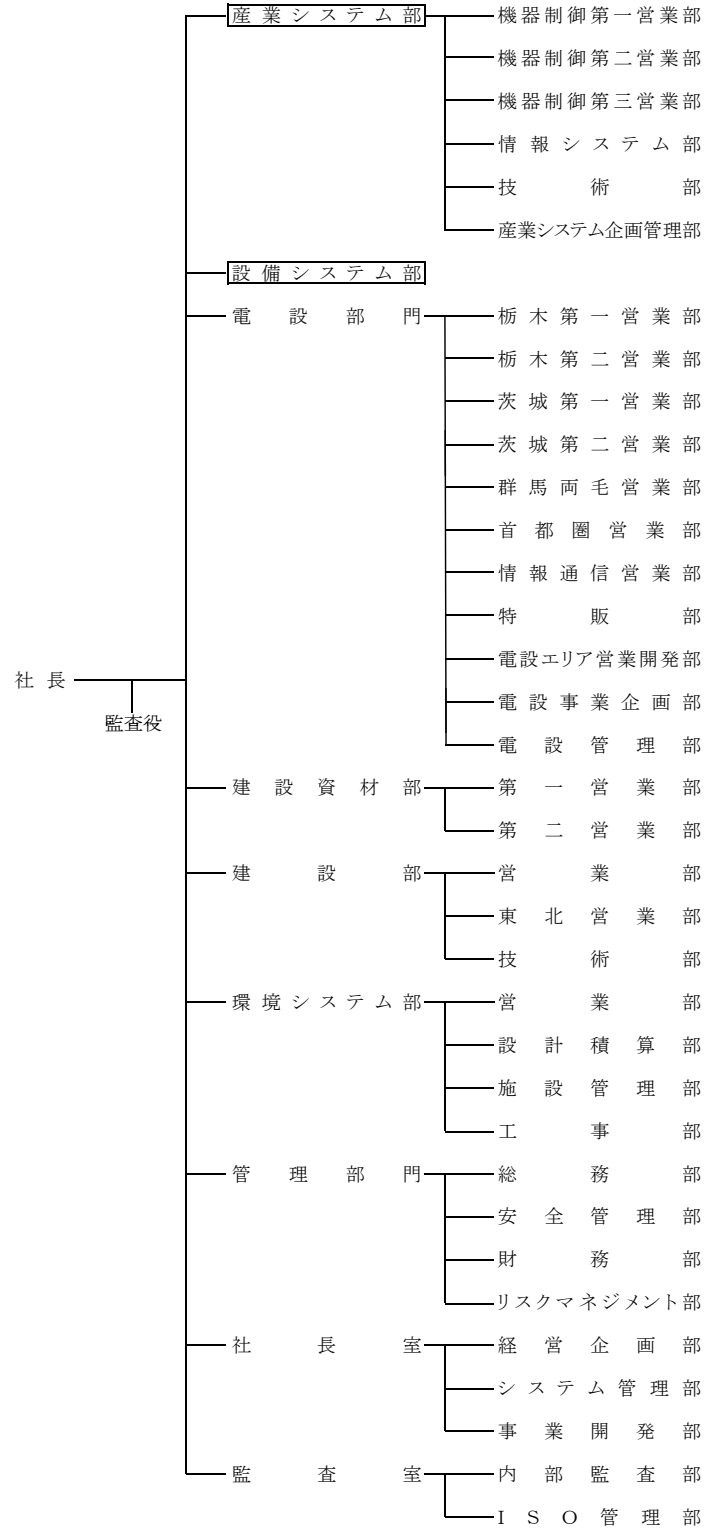 産業システム部 機器制御第一営業部
機器制御第二営業部
機器制御第三営業部
情報システム部
技術部
産業システム企画管理部
設備システム部
電設部門 栃木第一営業部
栃木第二営業部
茨城第一営業部
茨城第二営業部
群馬両毛営業部
首都圏営業部
情報通信営業部
特販部
電設エリア営業開発部
社長
監査役
電設事業企画部
電設管理部
建設資材部 第一営業部
第二営業部
建設部 営業部
東北営業部
技術部
環境システム部 営業部
設計積算部
施設管理部
工事部
管理部門 総務部
安全管理部
財務部
リスクマネジメント部
社長室 経営企画部
システム管理部
事業開発部
監査室 内部監査部
ISO管理部